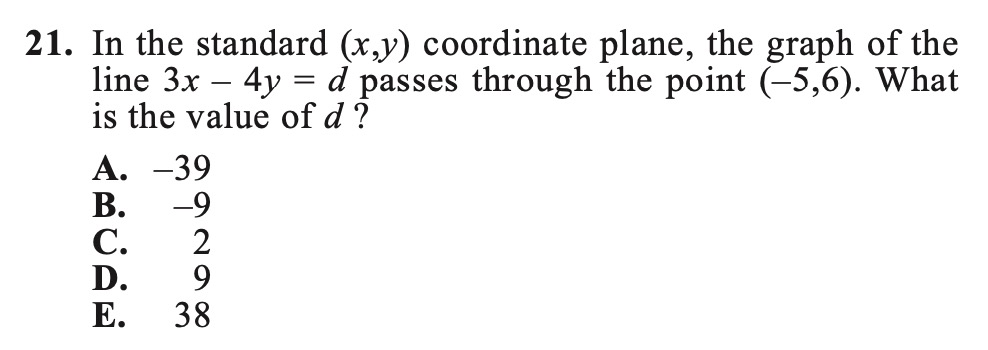 21. In the standard (x,y) coordinate plane, the graph of the
line 3x – 4y = d passes through the point (–5,6). What
is the value of d ?
A. –39
B. –9
C. 2
D. 9
E. 38